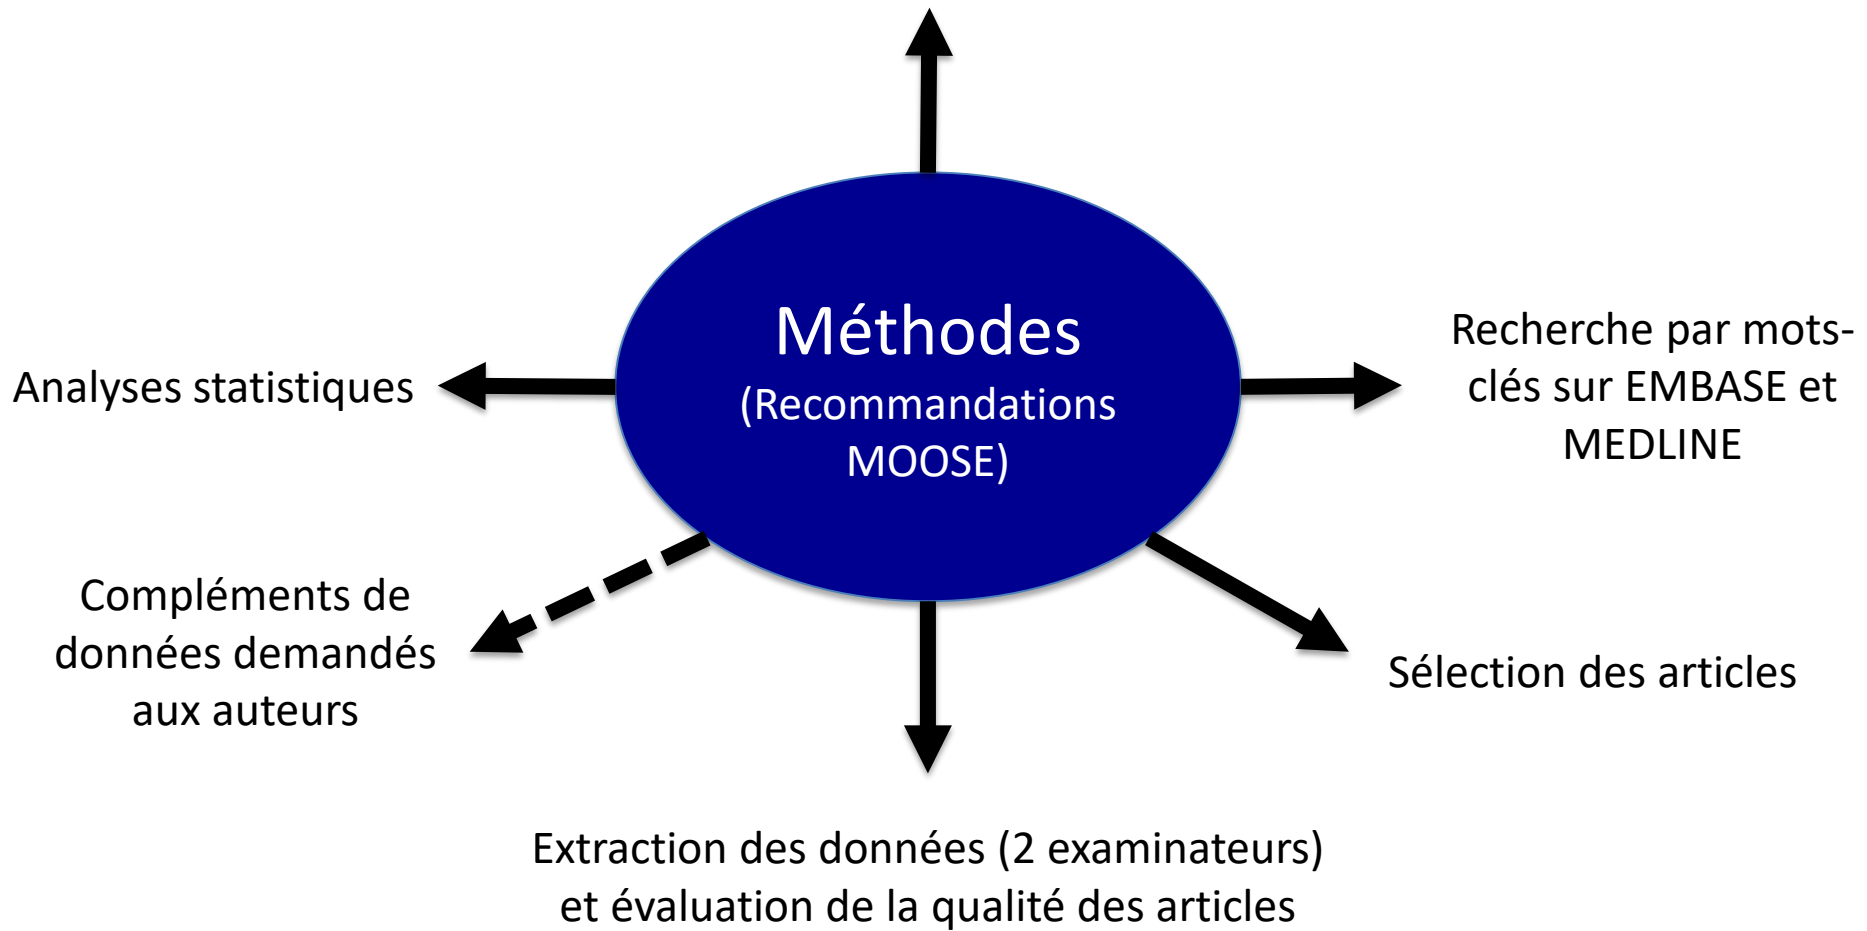 Méthodes
(Recommandations
MOOSE)
Recherche par mots-
clés sur EMBASE et
MEDLINE
Sélection des articles
Extraction des données (2 examinateurs)
et évaluation de la qualité des articles
Compléments de
données demandés
aux auteurs
Analyses statistiques